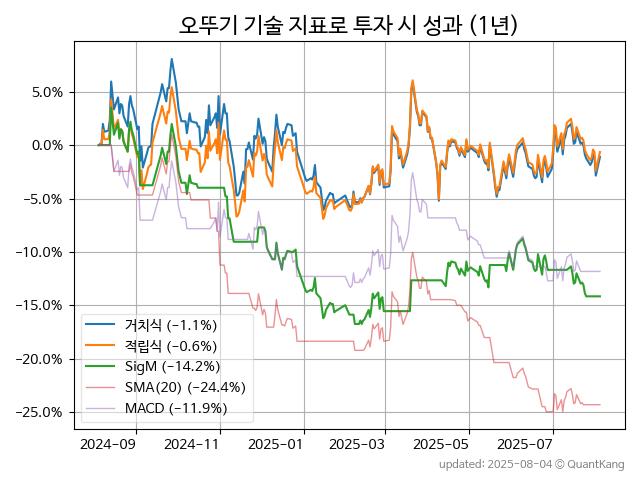 오뚜기 기술 지표로 투자 시 성과 (1년)
5.0%
0.0%
−5.0%
−10.0%
−15.0%
−20.0%
−25.0%
거치식 (−1.1%)
적립식 (−0.6%)
SigM (−14.2%)
SMA(20) (−24.4%)
MACD (−11.9%)
2024−09 2024−11 2025−01 2025−03 2025−05 2025−07
updated: 2025-08-04 © QuantKang